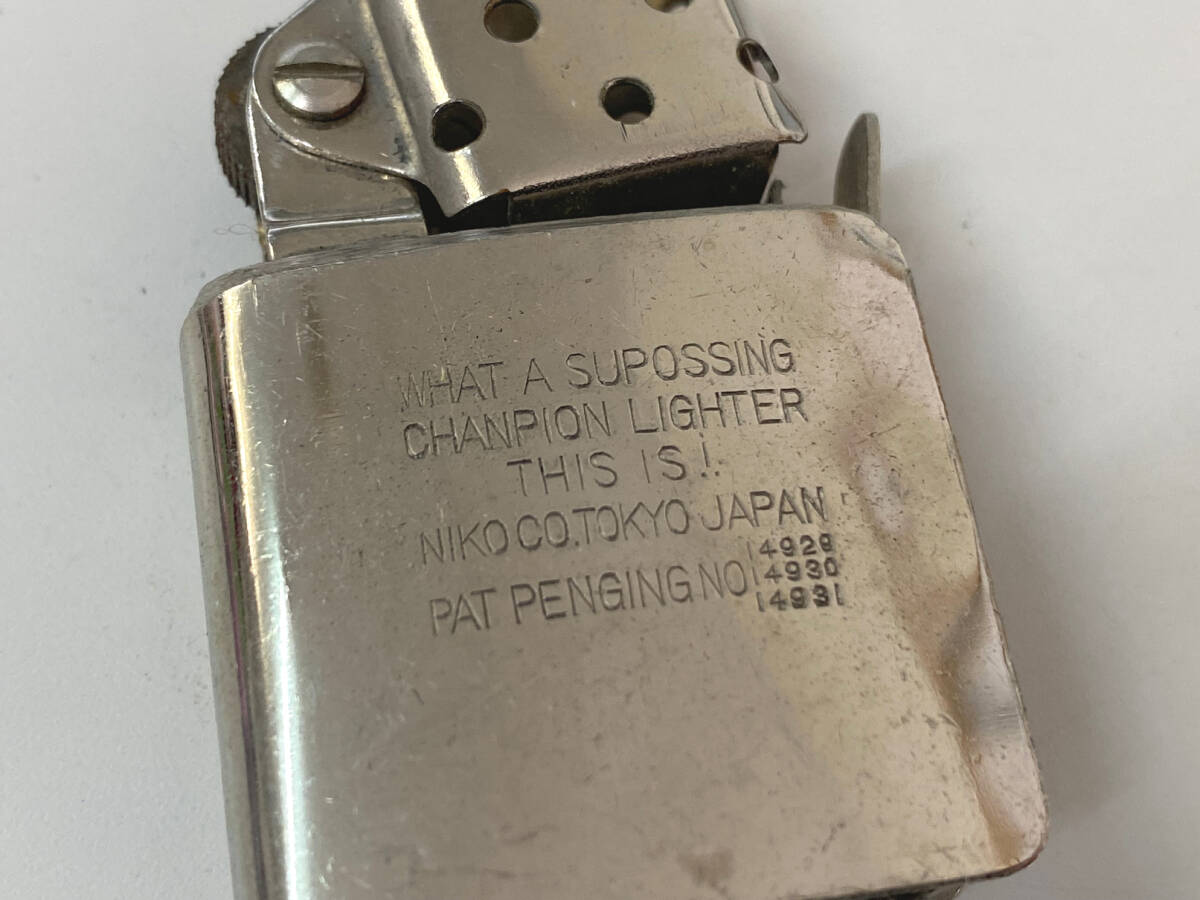 WHAT A SUPOSSING
CHANPION LIGHTER
THIS IS!.
NIKO CO. TOKYO JAPAN
PAT PENGING NO 14929
14930
14931